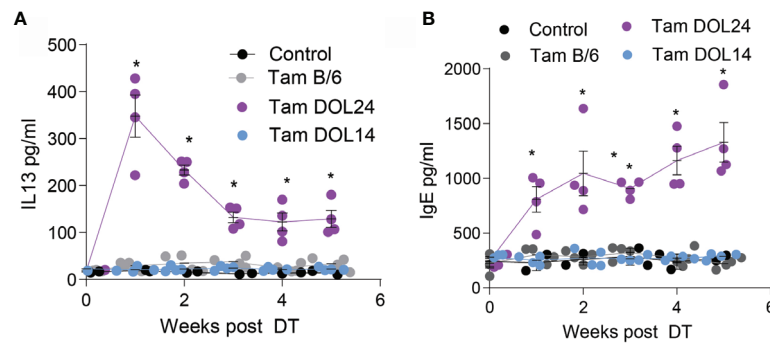 A
IL13 pg/ml
500
400
300
200
100
0
0 2 4 6
Weeks post DT
Control
Tam B/6
Tam DOL24
Tam DOL14
* * * * *
B
Control Tam DOL24
Tam B/6 Tam DOL14
IgE pg/ml
2000
1500
1000
500
0
0 2 4 6
Weeks post DT
* * * * * *